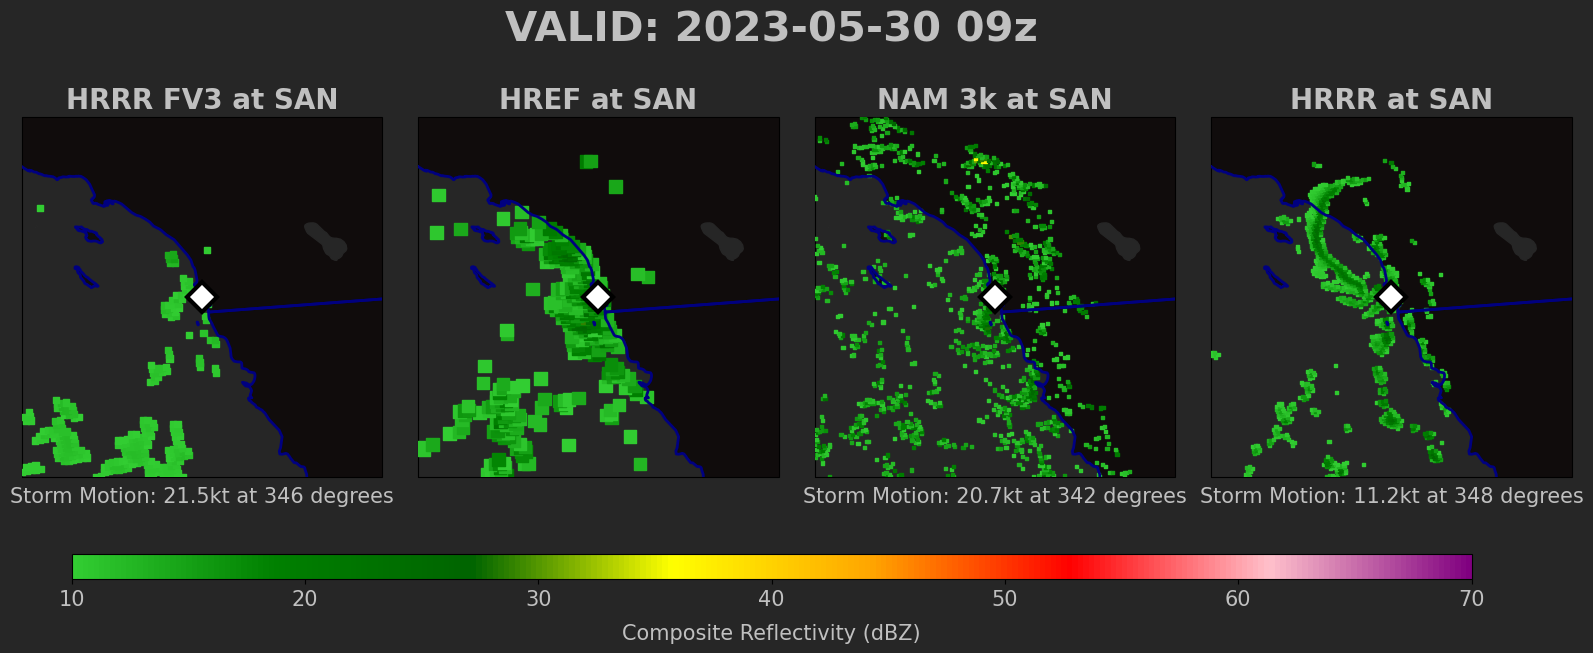 VALID: 2023-05-30 09z
HRRR FV3 at SAN
HREF at SAN
NAM 3k at SAN
HRRR at SAN
Storm Motion: 21.5kt at 346 degrees
Storm Motion: 20.7kt at 342 degrees
Storm Motion: 11.2kt at 348 degrees
10 20 30 40 50 60 70
Composite Reflectivity (dBZ)